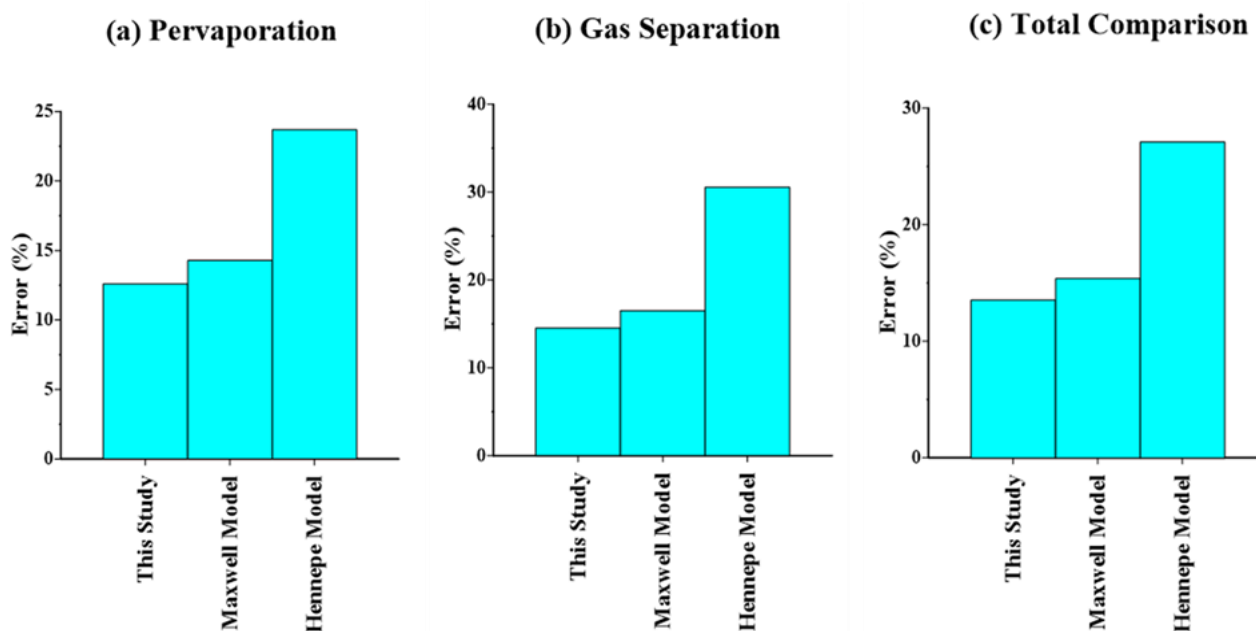 (a) Pervaporation
(b) Gas Separation
(c) Total Comparison
Error (%)
25
20
15
10
5
0
This Study
Maxwell Model
Hennepe Model
Error (%)
40
30
20
10
0
This Study
Maxwell Model
Hennepe Model
Error (%)
30
20
10
0
This Study
Maxwell Model
Hennepe Model